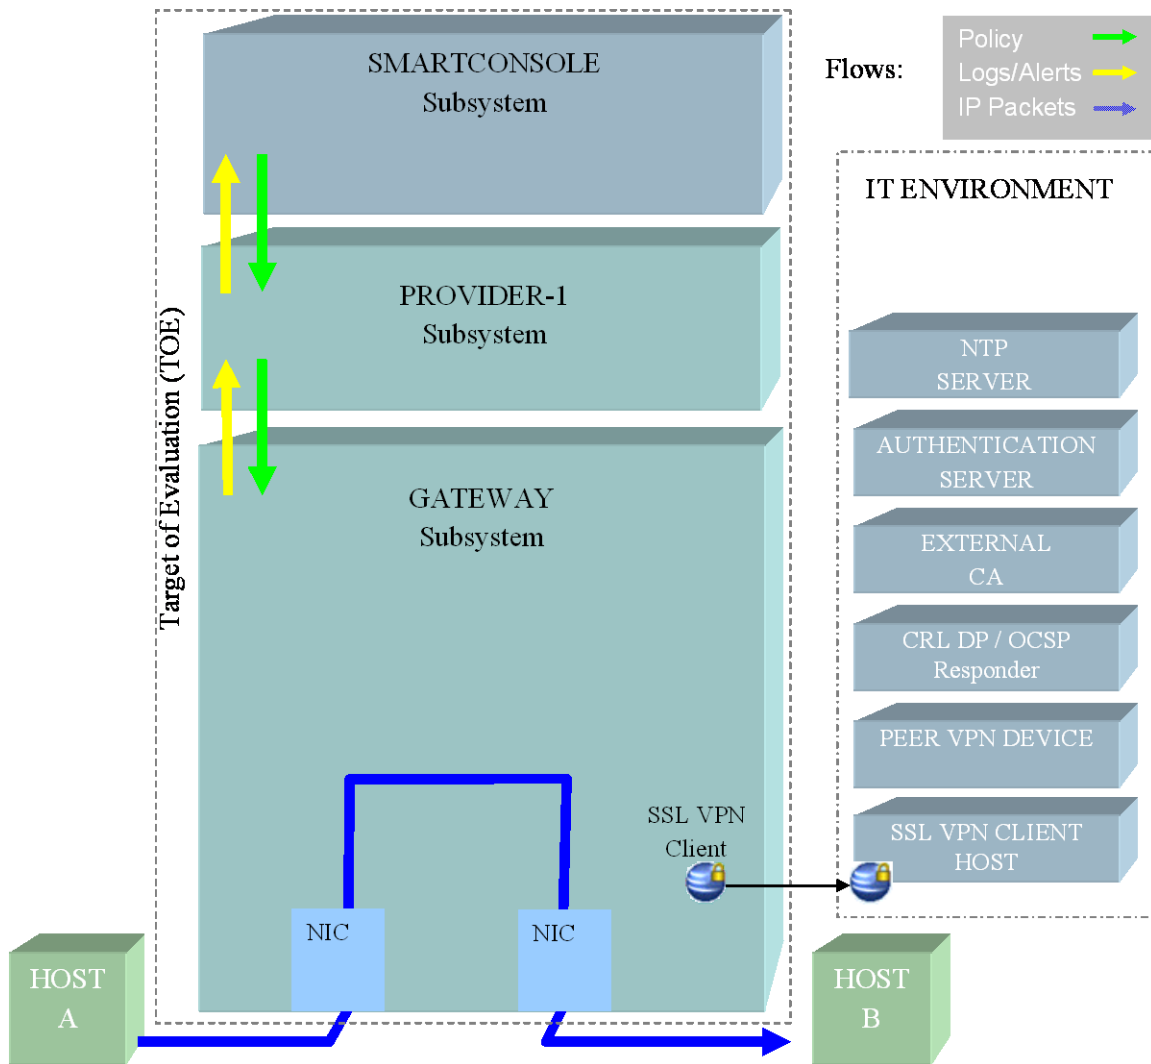 SMARTCONSOLE
Subsystem
Flows:
Policy
Logs/Alerts
IP Packets
IT ENVIRONMENT
Target of Evaluation (TOE)
PROVIDER-1
Subsystem
GATEWAY
Subsystem
NTP
SERVER
AUTHENTICATION
SERVER
EXTERNAL
CA
CRL DP / OCSP
Responder
PEER VPN DEVICE
SSL VPN CLIENT
HOST
SSL VPN
Client
NIC
NIC
HOST
A
HOST
B